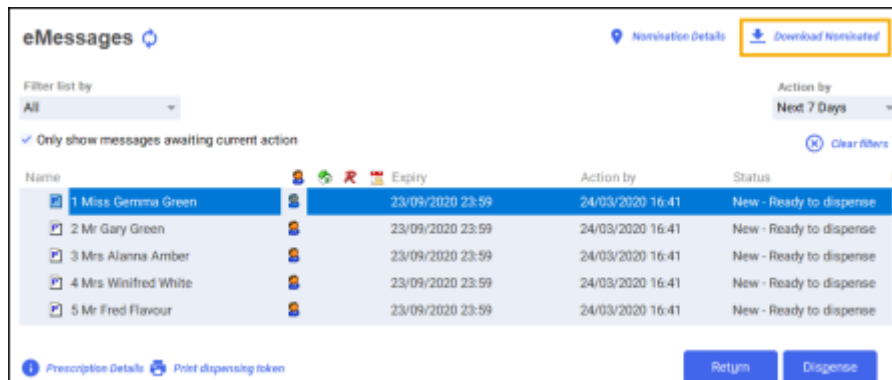 eMessages Nomination Details Download Nominated
Filter list by Action by
All Next 7 Days
Only show messages awaiting current action Clear filters
Name Expiry Action by Status
1 Miss Gemma Green 23/09/2020 23:59 24/03/2020 16:41 New - Ready to dispense
2 Mr Gary Green 23/09/2020 23:59 24/03/2020 16:41 New - Ready to dispense
3 Mrs Alanna Amber 23/09/2020 23:59 24/03/2020 16:41 New - Ready to dispense
4 Mrs Winifred White 23/09/2020 23:59 24/03/2020 16:41 New - Ready to dispense
5 Mr Fred Flavour 23/09/2020 23:59 24/03/2020 16:41 New - Ready to dispense
Prescription Details Print dispensing token Return Dispense